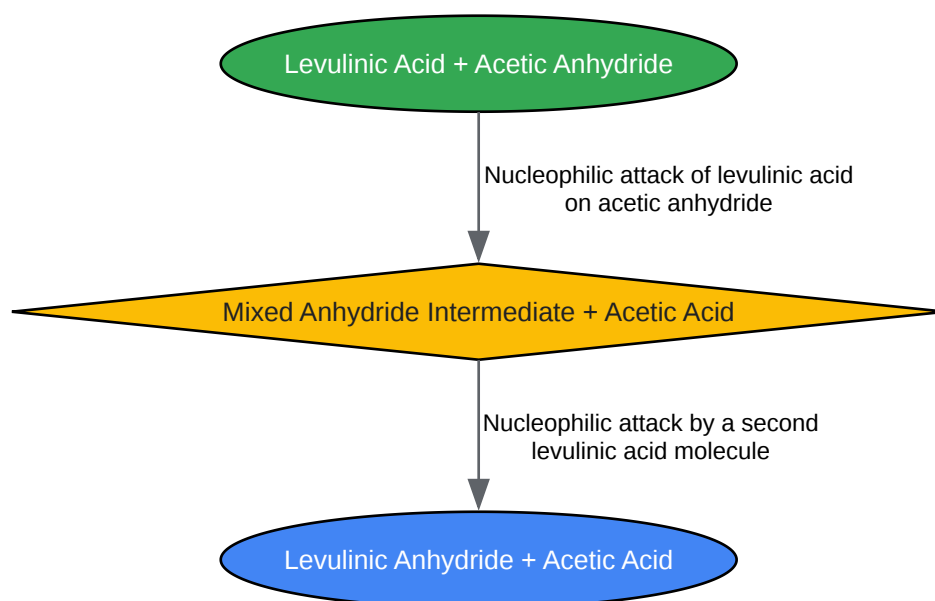 Levulinic Acid + Acetic Anhydride
Nucleophilic attack of levulinic acid
on acetic anhydride
Mixed Anhydride Intermediate + Acetic Acid
Nucleophilic attack by a second
levulinic acid molecule
Levulinic Anhydride + Acetic Acid